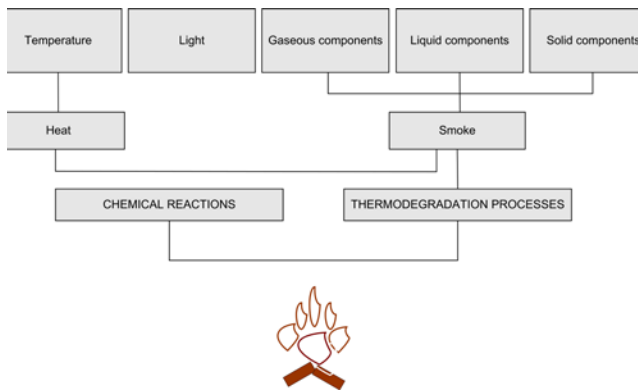 Temperature
Light
Gaseous components
Liquid components
Solid components
Heat
Smoke
CHEMICAL REACTIONS
THERMODEGRADATION PROCESSES